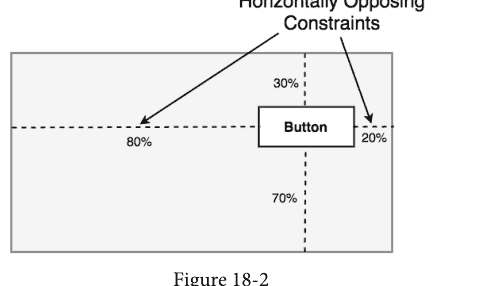 Horizontally Opposing
Constraints
30%
Button
80%
20%
70%
Figure 18-2